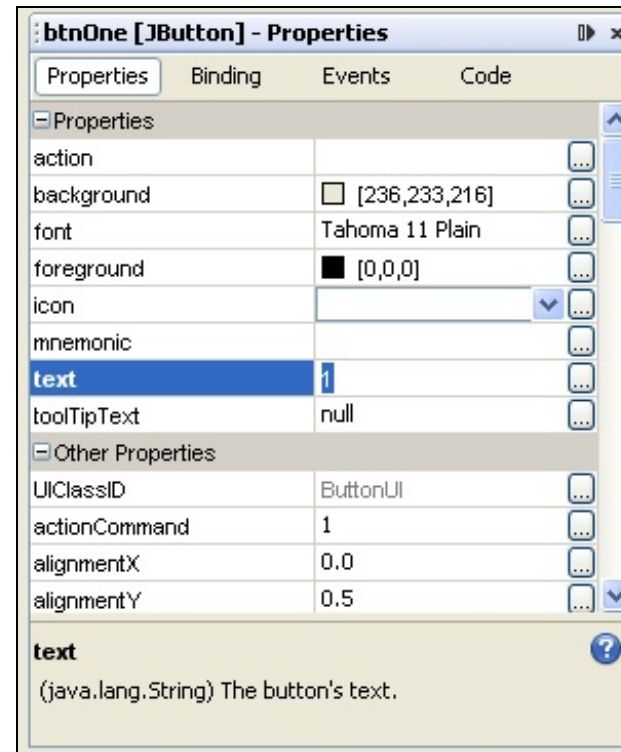 btnOne [JButton] - Properties
Properties Binding Events Code
Properties
action ...
background [236,233,216] ...
font Tahoma 11 Plain ...
foreground [0,0,0] ...
icon ...
mnemonic ...
text 1 ...
toolTipText null ...
Other Properties
UIClassID ButtonUI ...
actionCommand 1 ...
alignmentX 0.0 ...
alignmentY 0.5 ...
text ?
(java.lang.String) The button's text.